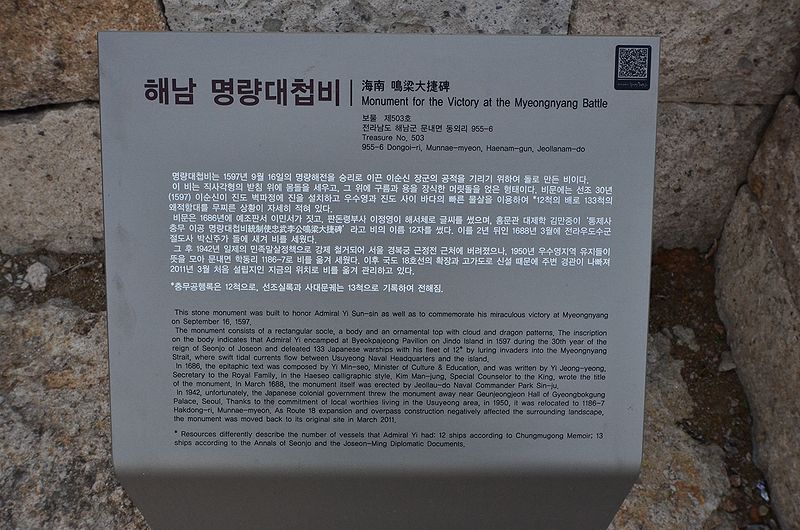 해남 명량대첩비
海南 鳴梁大捷碑
Monument for the Victory at the Myeongnyang Battle
보물 제503호
전라남도 해남군 문내면 동외리 955-6
Treasure No. 503
955-6 Dongoi-ri, Munnae-myeon, Haenam-gun, Jeollanam-do
명량대첩비는 1597년 9월 16일의 명량해전을 승리로 이끈 이순신 장군의 공적을 기리기 위하여 돌로 만든 비이다.
이 비는 직사각형의 받침 위에 몸돌을 세우고, 그 위에 구름과 용을 장식한 머릿돌을 얹은 형태이다. 비문에는 선조 30년
(1597) 이순신이 진도 벽파정에 진을 설치하고 우수영과 진도 사이 바다의 빠른 물살을 이용하여 *12척의 배로 133척의
왜적함대를 무찌른 상황이 자세히 적혀 있다.
비문은 1686년에 예조판서 이민서가 짓고, 판돈령부사 이정영이 해서체로 글씨를 썼으며, 홍문관 대제학 김만중이 '통제사
충무 이공 명량대첩비統制使忠武李公鳴梁大捷碑' 라고 비의 이름 12자를 썼다. 이를 2년 뒤인 1688년 3월에 전라우도수군
절도사 박신주가 돌에 새겨 비를 세웠다.
그 후 1942년 일제의 민족말살정책으로 강제 철거되어 서울 경복궁 근정전 근처에 버려졌으나, 1950년 우수영지역 유지들이
뜻을 모아 문내면 학동리 1186-7로 비를 옮겨 세웠다. 이후 국도 18호선의 확장과 고가도로 신설 때문에 주변 경관이 나빠져
2011년 3월 처음 설립지인 지금의 위치로 비를 옮겨 관리하고 있다.
*충무공행록은 12척으로, 선조실록과 사대문궤는 13척으로 기록하여 전해짐.
This stone monument was built to honor Admiral Yi Sun-sin as well as to commemorate his miraculous victory at Myeongnyang
on September 16, 1597.
The monument consists of a rectangular socle, a body and an ornamental top with cloud and dragon patterns. The inscription
on the body indicates that Admiral Yi encamped at Byeokpajeong Pavilion on Jindo Island in 1597 during the 30th year of the
reign of Seonjo of Joseon and defeated 133 Japanese warships with his fleet of 12* by luring invaders into the Myeongnyang
Strait, where swift tidal currents flow between Usuyeong Naval Headquarters and the island.
In 1686, the epitaphic text was composed by Yi Min-seo, Minister of Culture & Education, and was written by Yi Jeong-yeong,
Secretary to the Royal Family, in the Haeseo calligraphic style. Kim Man-jung, Special Counselor to the King, wrote the title
of the monument. In March 1688, the monument itself was erected by Jeollau-do Naval Commander Park Sin-ju.
In 1942, unfortunately, the Japanese colonial government threw the monument away near Geunjeongjeon Hall of Gyeongbokgung
Palace, Seoul. Thanks to the commitment of local worthies living in the Usuyeong area, in 1950, it was relocated to 1186-7
Hakdong-ri, Munnae-myeon. As Route 18 expansion and overpass construction negatively affected the surrounding landscape,
the monument was moved back to its original site in March 2011.
* Resources differently describe the number of vessels that Admiral Yi had: 12 ships according to Chungmugong Memoir; 13
ships according to the Annals of Seonjo and the Joseon-Ming Diplomatic Documents.